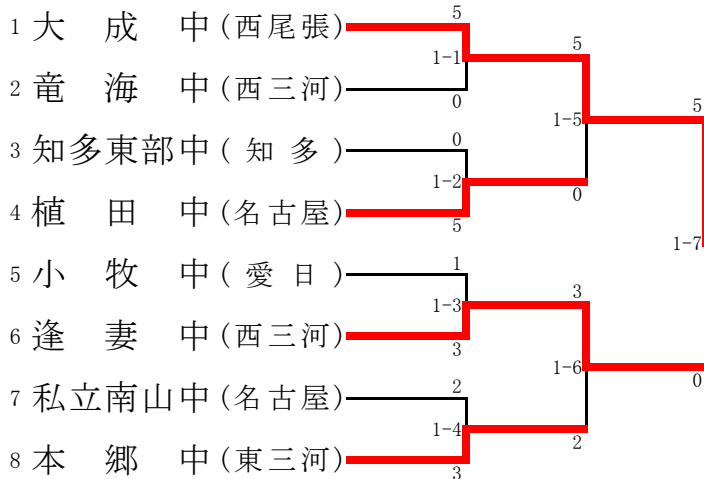 1 大成中(西尾張)
5
1-1
5
2 竜海中(西三河)
0
1-5
5
3 知多東部中(知多)
0
1-2
0
4 植田中(名古屋)
5
1-7
5 小牧中(愛日)
1
1-3
3
6 逢妻中(西三河)
3
1-6
0
7 私立南山中(名古屋)
2
1-4
2
8 本郷中(東三河)
3